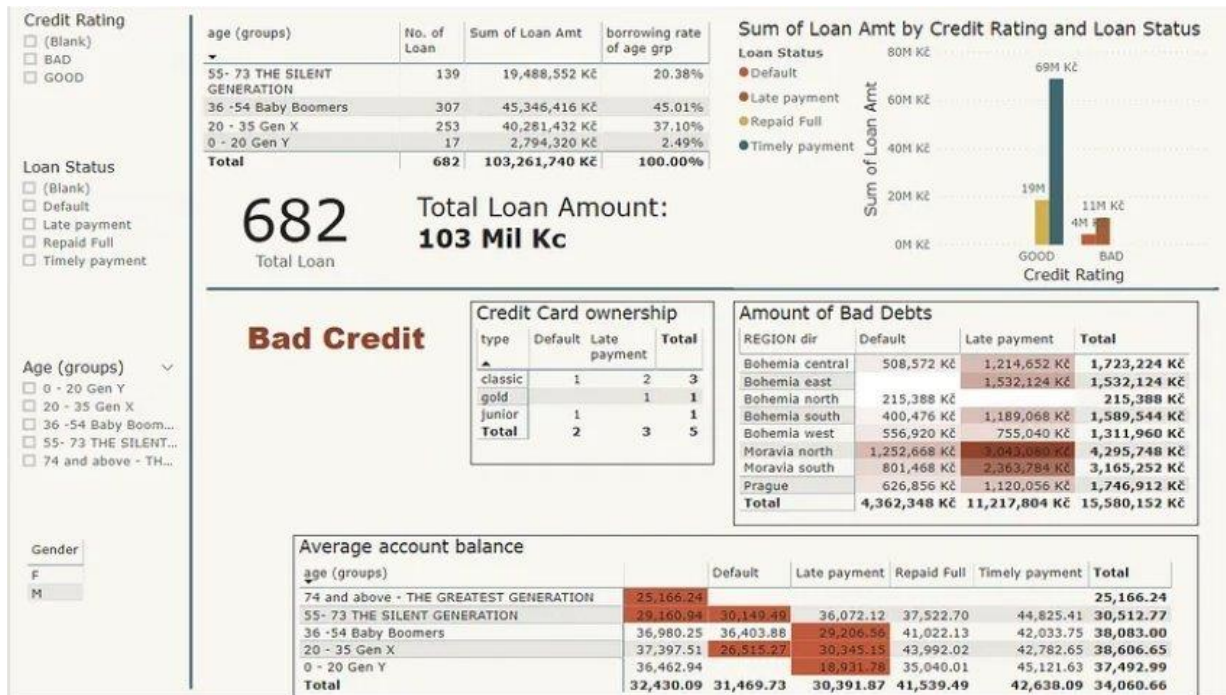 Credit Rating
(Blank)
BAD
GOOD
Loan Status
(Blank)
Default
Late payment
Repaid Full
Timely payment
Age (groups)
0 - 20 Gen Y
20 - 35 Gen X
36 -54 Baby Boom...
55- 73 THE SILENT...
74 and above - TH...
Gender
F
M
age (groups) No. of Loan Sum of Loan Amt borrowing rate of age grp
55- 73 THE SILENT GENERATION 139 19,488,552 Kč 20.38%
36 -54 Baby Boomers 307 45,346,416 Kč 45.01%
20 - 35 Gen X 253 40,281,432 Kč 37.10%
0 - 20 Gen Y 17 2,794,320 Kč 2.49%
Total 682 103,261,740 Kč 100.00%
682
Total Loan
Total Loan Amount:
103 Mil Kc
Sum of Loan Amt by Credit Rating and Loan Status
Loan Status
Default
Late payment
Repaid Full
Timely payment
Sum of Loan Amt
80M Kč
60M Kč
40M Kč
20M Kč
0M Kč
69M Kč
19M
11M Kč
4M
GOOD BAD
Credit Rating
Bad Credit
Credit Card ownership
type Default Late payment Total
classic 1 2 3
gold 1 1
junior 1 1
Total 2 3 5
Amount of Bad Debts
REGION dir Default Late payment Total
Bohemia central 508,572 Kč 1,214,652 Kč 1,723,224 Kč
Bohemia east 1,532,124 Kč 1,532,124 Kč
Bohemia north 215,388 Kč 215,388 Kč
Bohemia south 400,476 Kč 1,189,068 Kč 1,589,544 Kč
Bohemia west 556,920 Kč 755,040 Kč 1,311,960 Kč
Moravia north 1,252,668 Kč 3,043,080 Kč 4,295,748 Kč
Moravia south 801,468 Kč 2,363,784 Kč 3,165,252 Kč
Prague 626,856 Kč 1,120,056 Kč 1,746,912 Kč
Total 4,362,348 Kč 11,217,804 Kč 15,580,152 Kč
Average account balance
age (groups) Default Late payment Repaid Full Timely payment Total
74 and above - THE GREATEST GENERATION 25,166.24 25,166.24
55- 73 THE SILENT GENERATION 29,160.94 30,149.49 36,072.12 37,522.70 44,825.41 30,512.77
36 -54 Baby Boomers 36,980.25 36,403.88 29,206.56 41,022.13 42,033.75 38,083.00
20 - 35 Gen X 37,397.51 26,515.27 30,345.15 43,992.02 42,782.65 38,606.65
0 - 20 Gen Y 36,462.94 18,931.78 35,040.01 45,121.63 37,492.99
Total 32,430.09 31,469.73 30,391.87 41,539.49 42,638.09 34,060.66